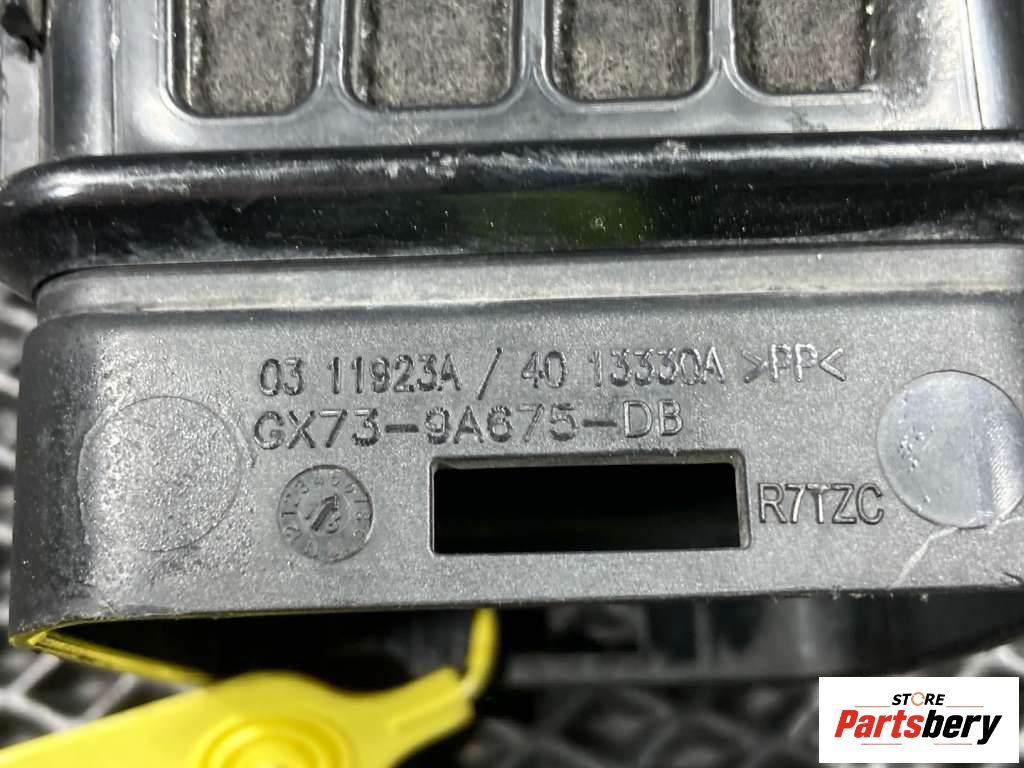 03 11923A / 40 13330A >PP<
GX73-9A675-DB
R7TZC
STORE
Partsbery